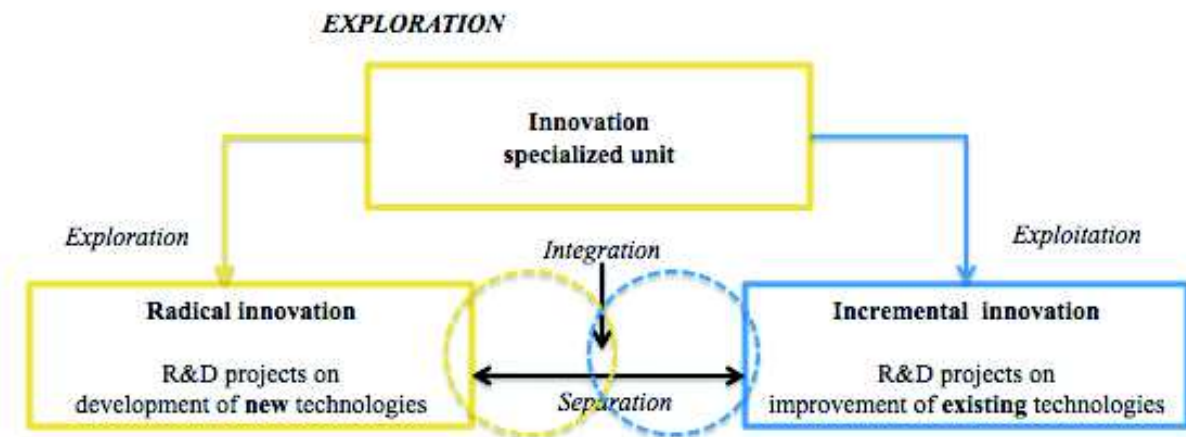 EXPLORATION
Innovation
specialized unit
Exploration
Integration
Exploitation
Radical innovation
R&D projects on
development of new technologies
Separation
Incremental innovation
R&D projects on
improvement of existing technologies